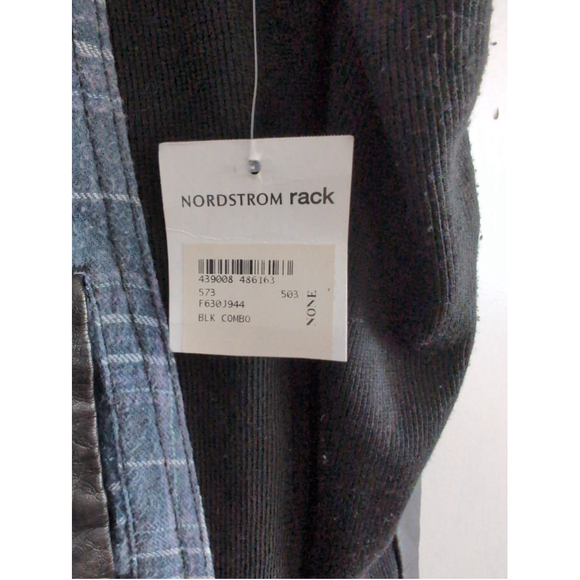 NORDSTROM rack
439008 486163
573 503
F630J944
BLK COMBO
NONE